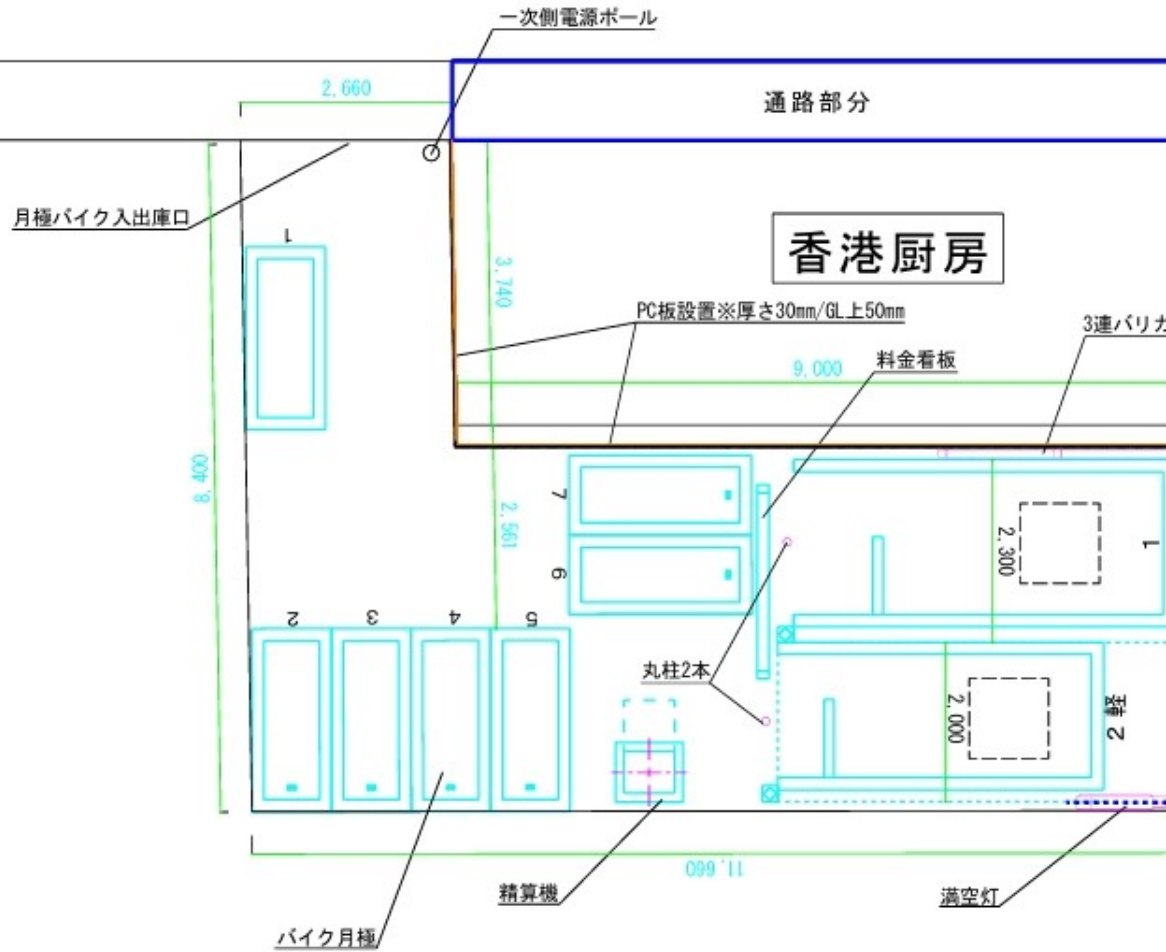 一次側電源ポール
2,660
通路部分
月極バイク入出庫口
1
香港厨房
3,740
PC板設置※厚さ30mm/GL上50mm
3連バリカ
9,000
料金看板
8,400
7
2,561
2,300
1
6
2
3
4
5
丸柱2本
2,000
2 軽
11,660
精算機
満空灯
バイク月極